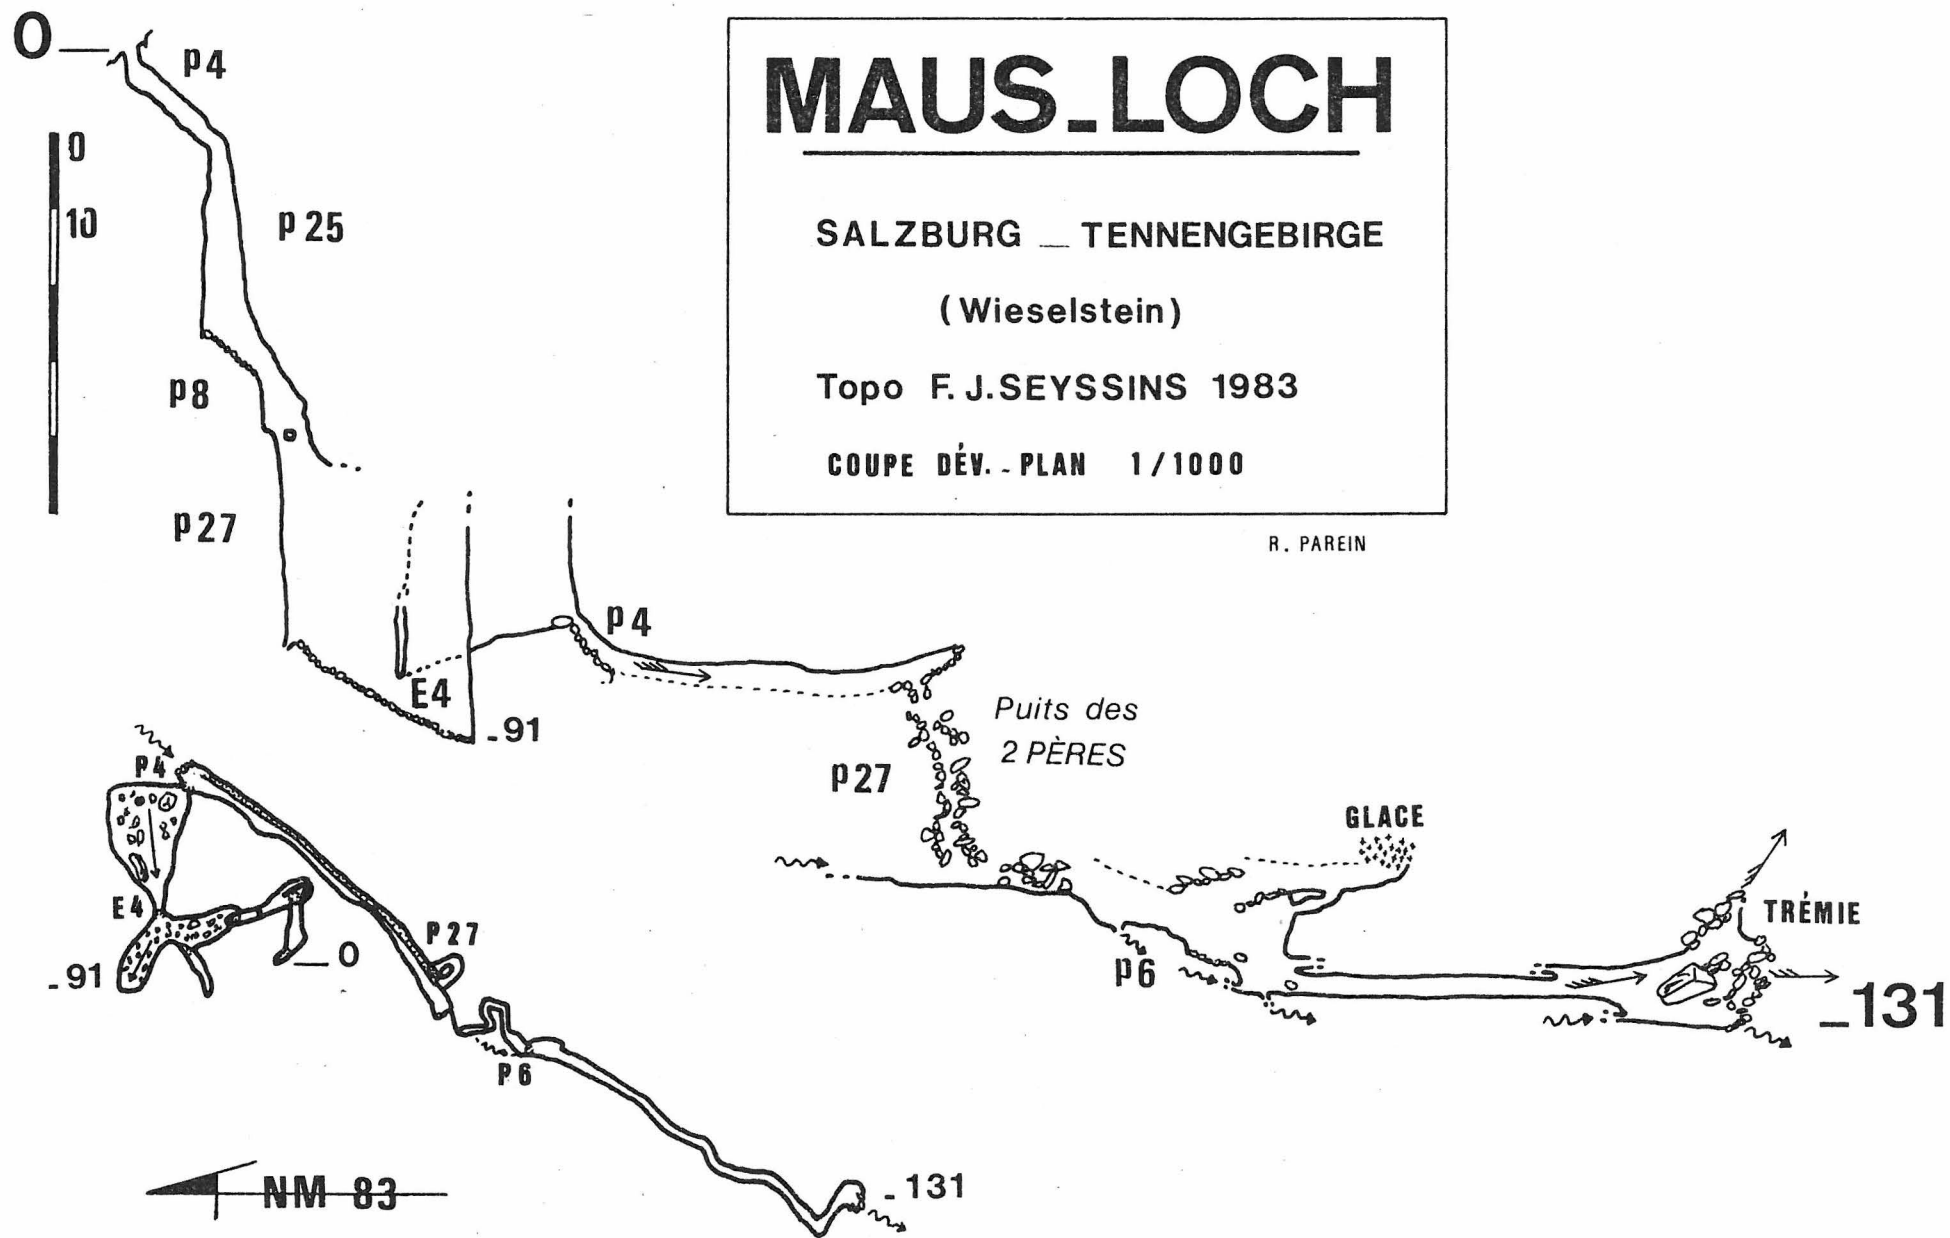 MAUS_LOCH
SALZBURG _ TENNENGEBIRGE
(Wieselstein)
Topo F.J.SEYSSINS 1983
COUPE DÉV. - PLAN 1/1000
R. PAREIN
0
P4
0
10
P25
P8
P27
P4
E4
-91
Puits des
2 PÈRES
P27
GLACE
TRÉMIE
P6
-131
P4
E4
P27
0
-91
P6
NM 83
-131